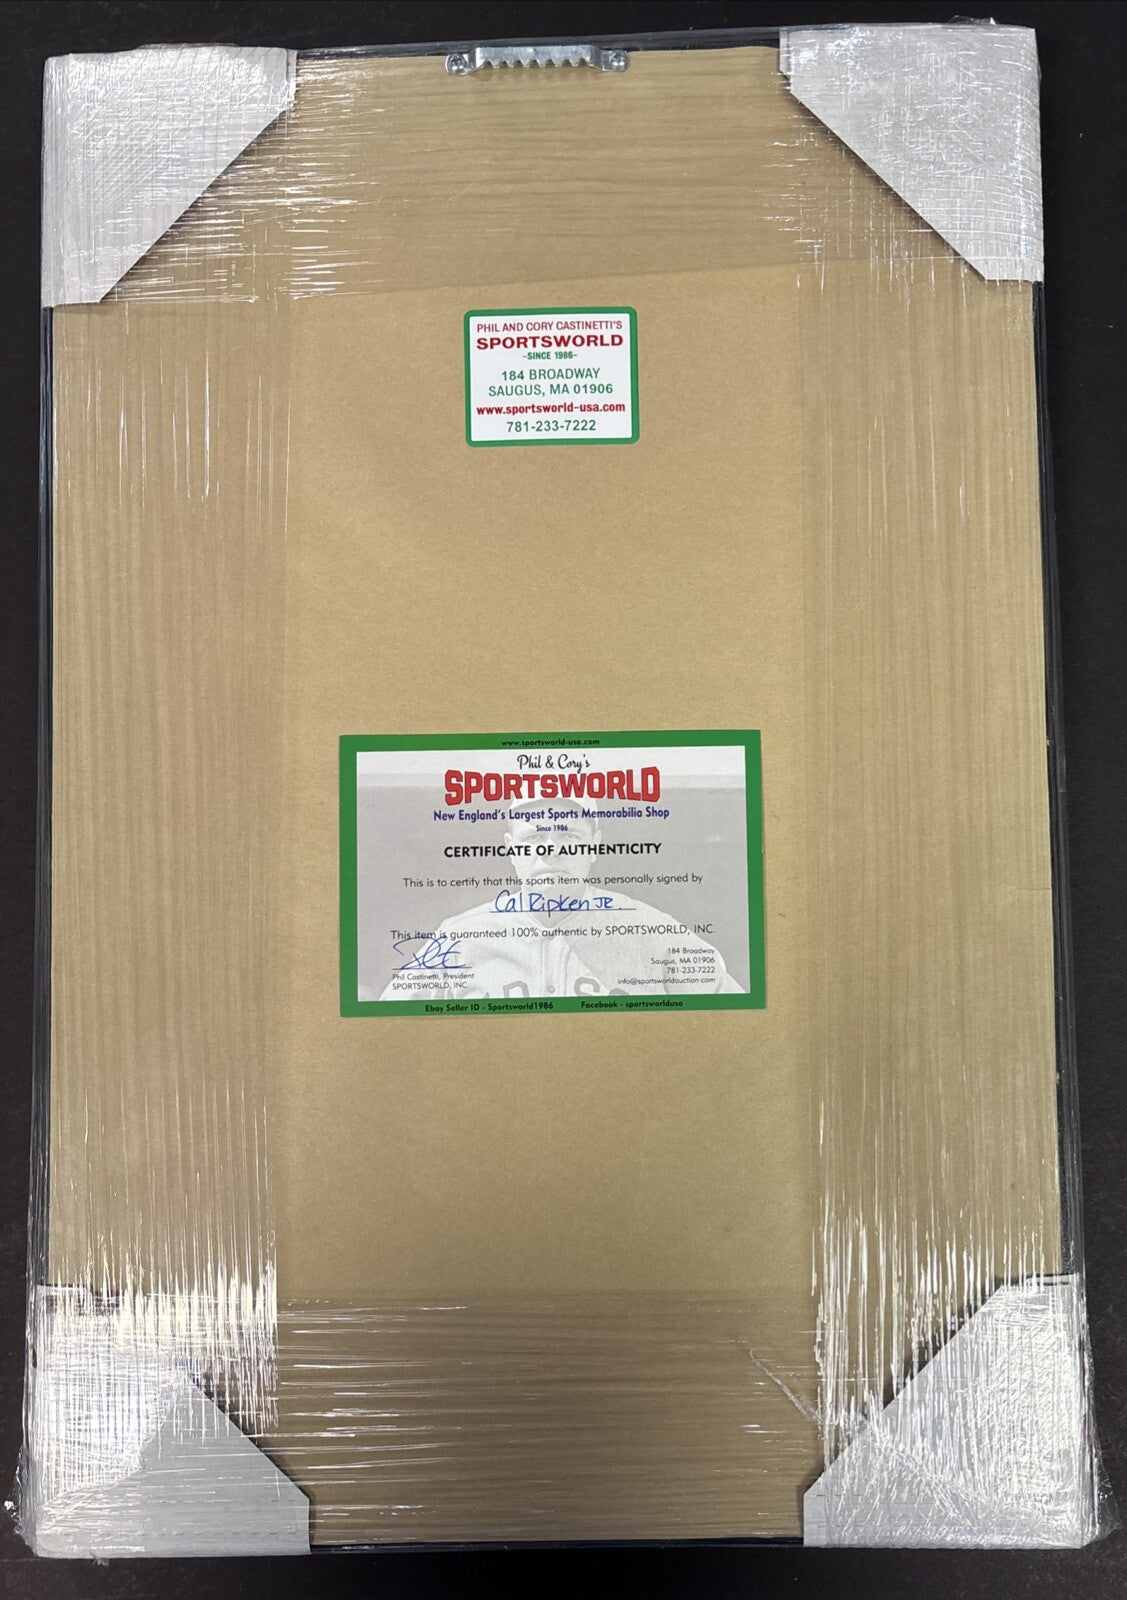 PHIL AND CORY CASTINETTI'S
SPORTSWORLD
-SINCE 1986-
184 BROADWAY
SAUGUS, MA 01906
www.sportsworld-usa.com
781-233-7222
www.sportsworld-usa.com
Phil & Cory's
SPORTSWORLD
New England's Largest Sports Memorabilia Shop
Since 1986
CERTIFICATE OF AUTHENTICITY
This is to certify that this sports item was personally signed by
Cal Ripken JR.
This item is guaranteed 100% authentic by SPORTSWORLD, INC.
Phil Castinetti, President
SPORTSWORLD, INC.
184 Broadway
Saugus, MA 01906
781-233-7222
info@sportsworldauction.com
Ebay Seller ID - Sportsworld1986 Facebook - sportsworldusa